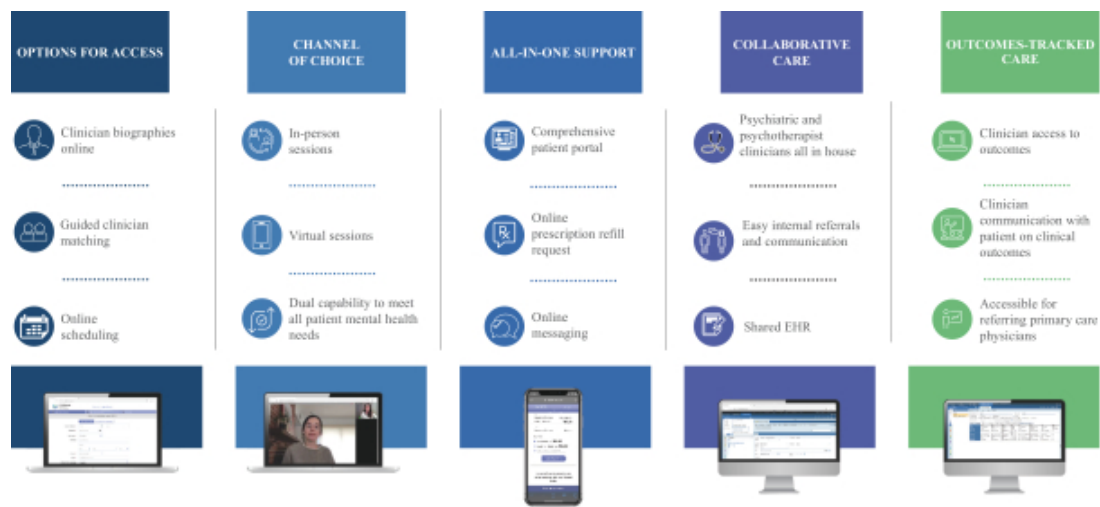 OPTIONS FOR ACCESS
Clinician biographies
online
Guided clinician
matching
Online
scheduling
CHANNEL
OF CHOICE
In-person
sessions
Virtual sessions
Dual capability to meet
all patient mental health
needs
ALL-IN-ONE SUPPORT
Comprehensive
patient portal
Online
prescription refill
request
Online
messaging
COLLABORATIVE
CARE
Psychiatric and
psychotherapist
clinicians all in house
Easy internal referrals
and communication
Shared EHR
OUTCOMES-TRACKED
CARE
Clinician access to
outcomes
Clinician
communication with
patient on clinical
outcomes
Accessible for
referring primary care
physicians